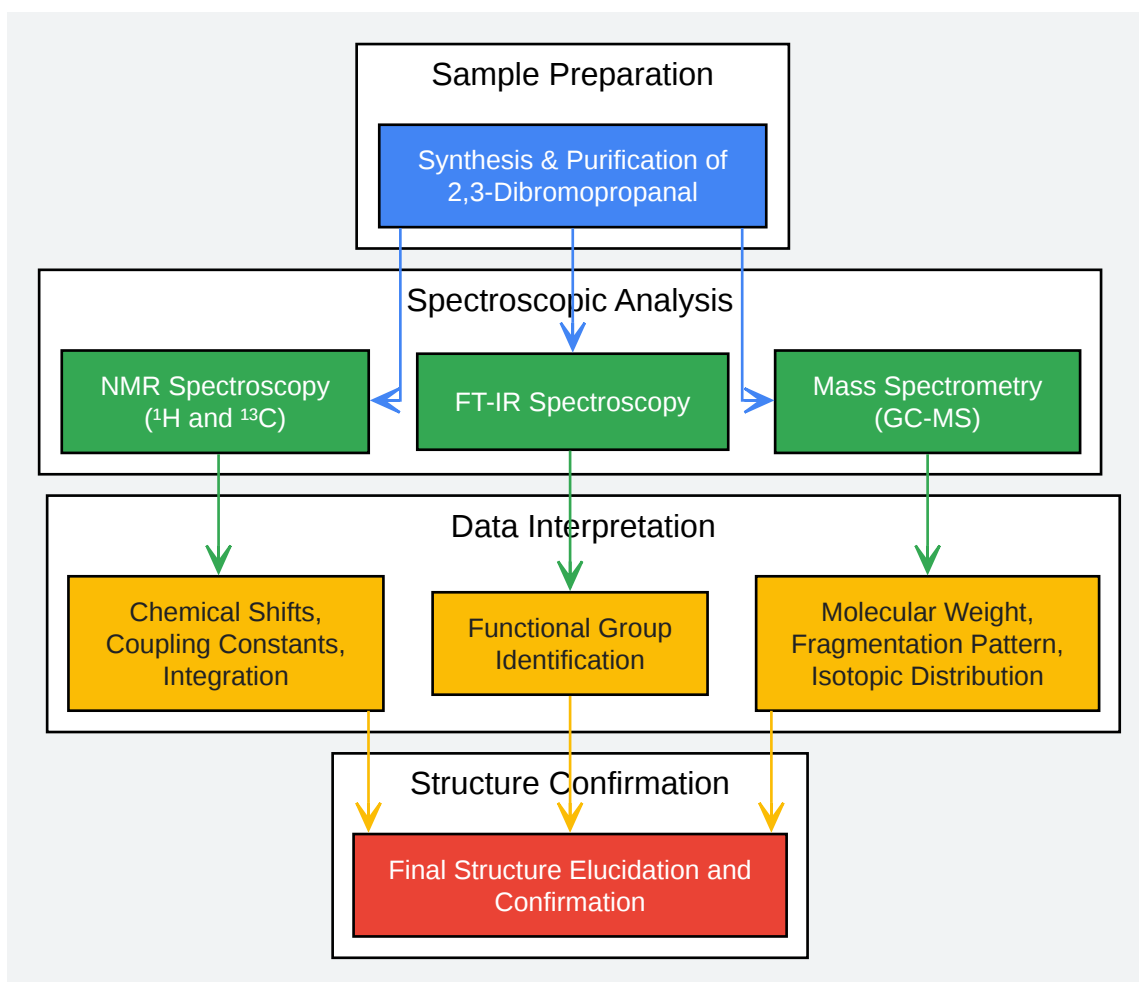 Sample Preparation
Synthesis & Purification of
2,3-Dibromopropanal
Spectroscopic Analysis
NMR Spectroscopy
(¹H and ¹³C)
FT-IR Spectroscopy
Mass Spectrometry
(GC-MS)
Data Interpretation
Chemical Shifts,
Coupling Constants,
Integration
Functional Group
Identification
Molecular Weight,
Fragmentation Pattern,
Isotopic Distribution
Structure Confirmation
Final Structure Elucidation and
Confirmation